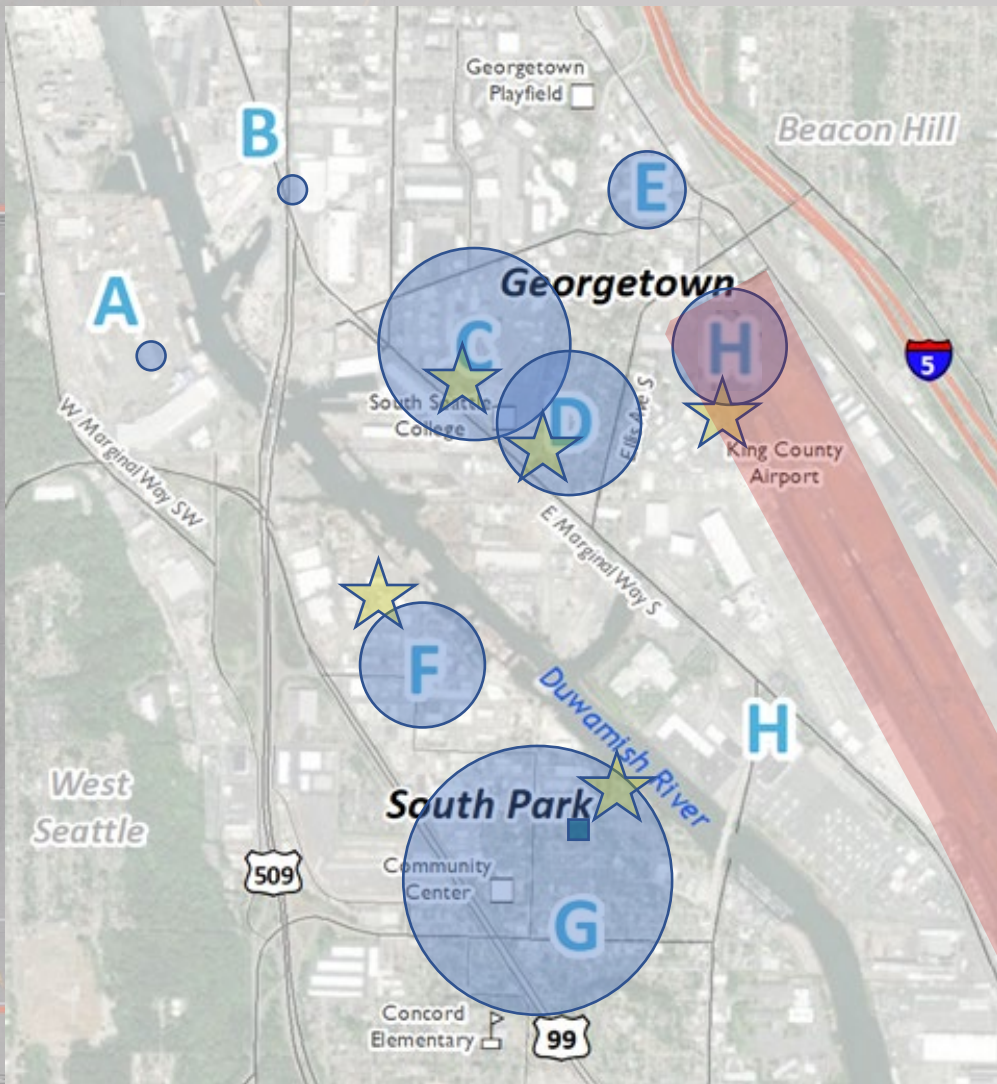 Georgetown
Playfield
Beacon Hill
B
E
Georgetown
A
C
H
5
South Seattle
College
D
Ellis Ave S
King County
Airport
W Marginal Way SW
E Marginal Way S
F
Duwamish River
H
West
Seattle
South Park
Community
Center
509
G
Concord
Elementary
99